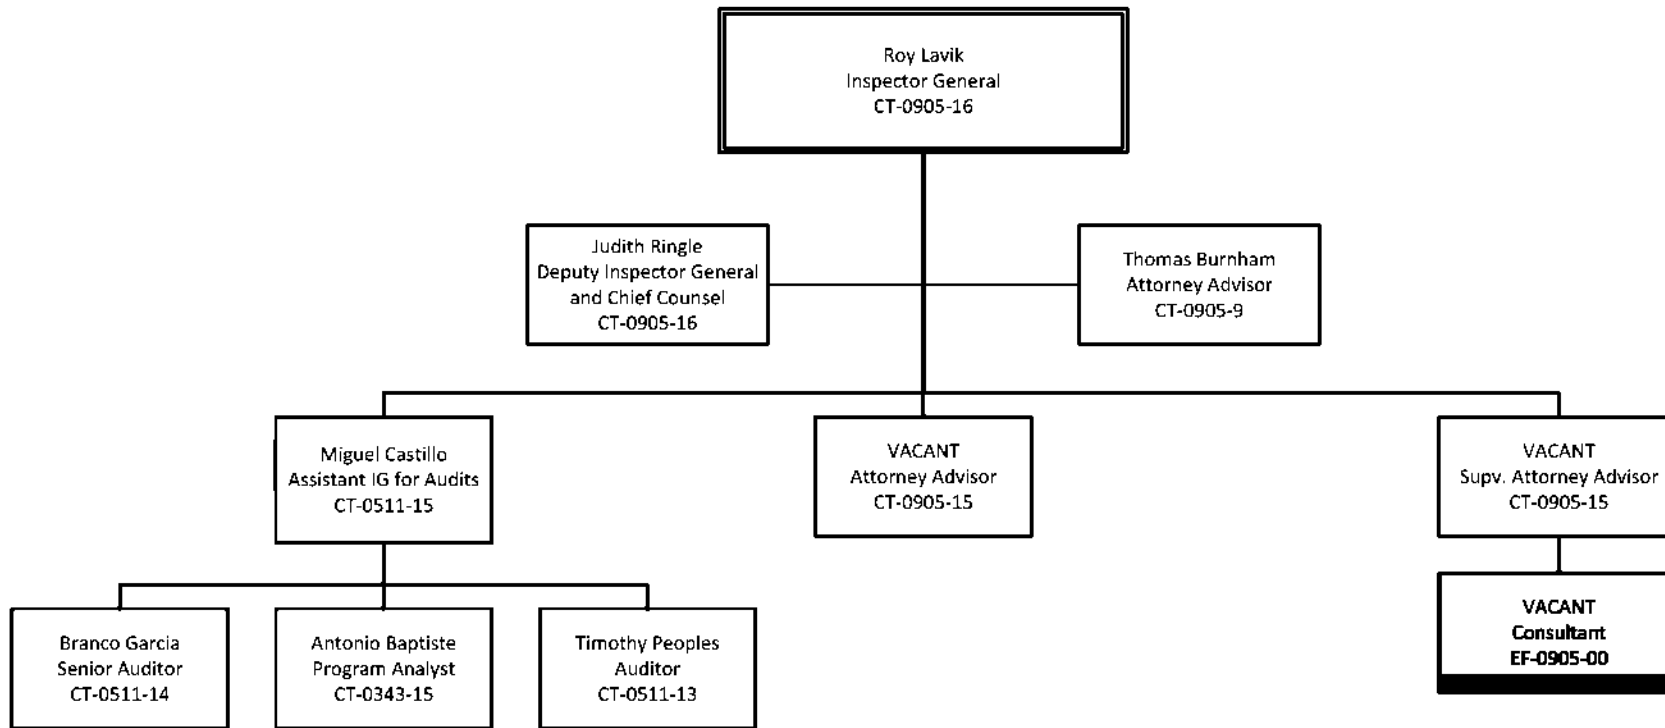 Roy Lavik
Inspector General
CT-0905-16
Judith Ringle
Deputy Inspector General
and Chief Counsel
CT-0905-16
Thomas Burnham
Attorney Advisor
CT-0905-9
Miguel Castillo
Assistant IG for Audits
CT-0511-15
VACANT
Attorney Advisor
CT-0905-15
VACANT
Supv. Attorney Advisor
CT-0905-15
Branco Garcia
Senior Auditor
CT-0511-14
Antonio Baptiste
Program Analyst
CT-0343-15
Timothy Peoples
Auditor
CT-0511-13
VACANT
Consultant
EF-0905-00